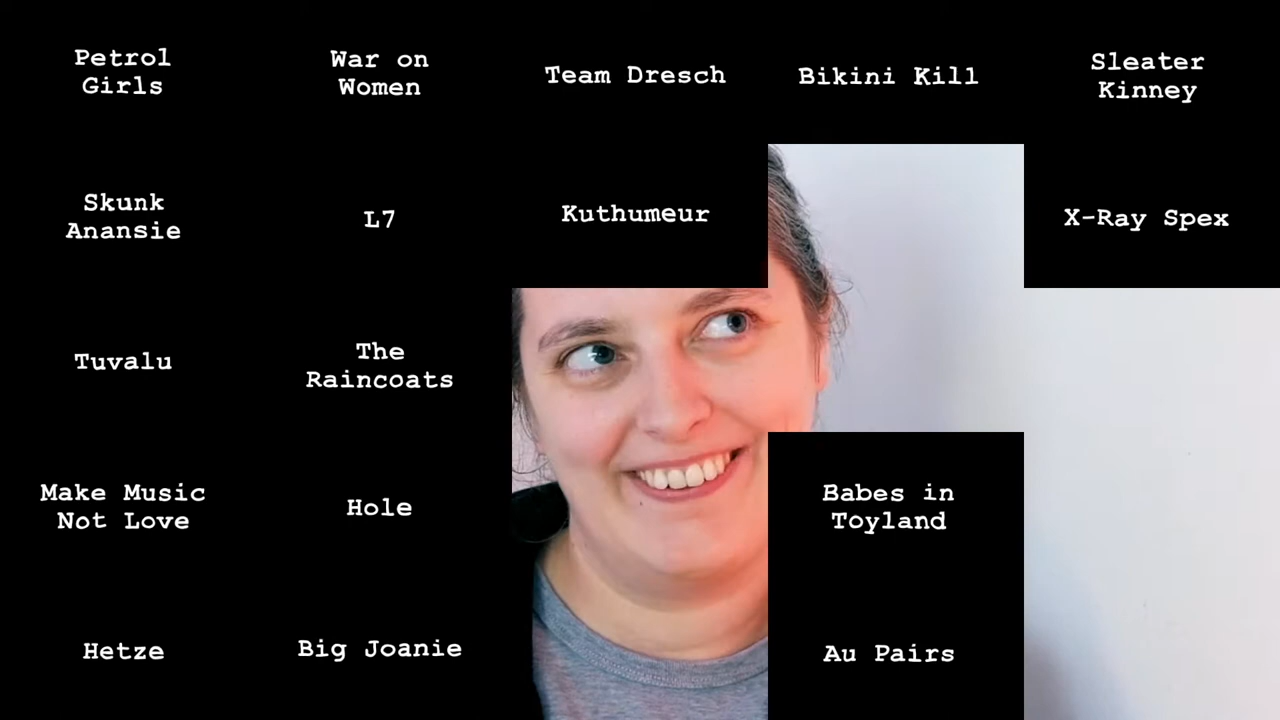 Petrol
Girls
War on
Women
Team Dresch
Bikini Kill
Sleater
Kinney
Skunk
Anansie
L7
Kuthumeur
X-Ray Spex
Tuvalu
The
Raincoats
Make Music
Not Love
Hole
Babes in
Toyland
Hetze
Big Joanie
Au Pairs